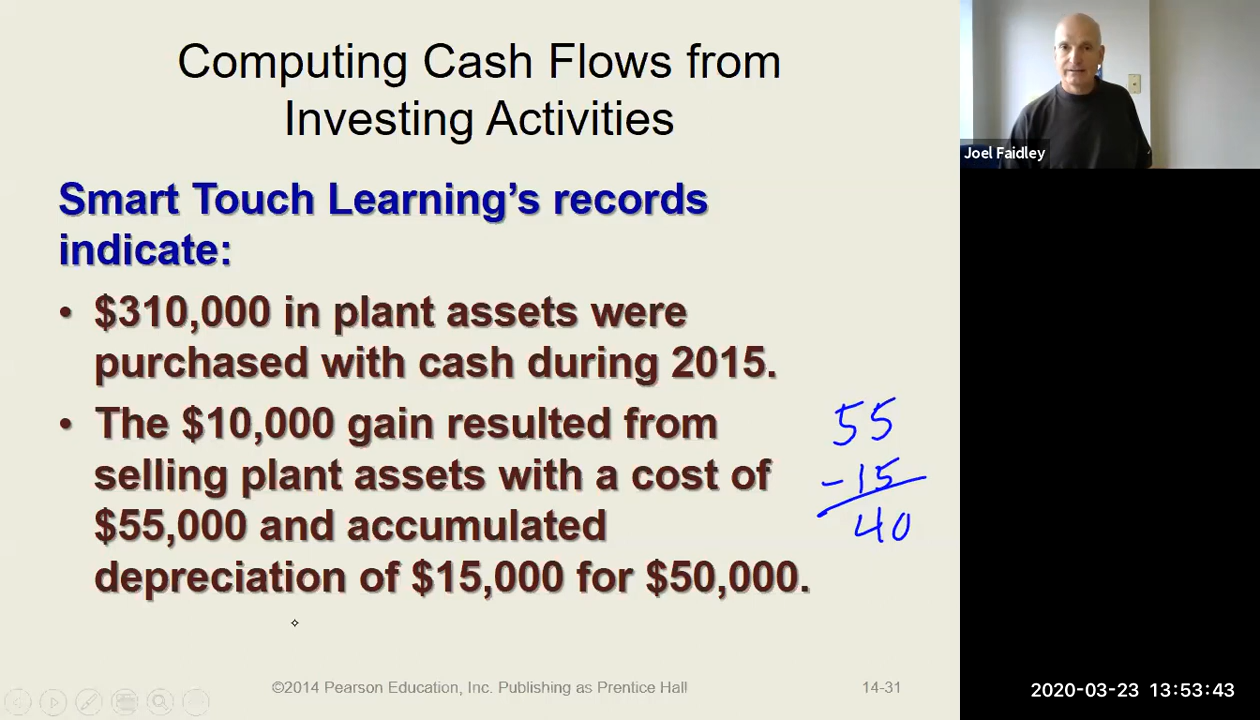 Computing Cash Flows from
Investing Activities
Smart Touch Learning's records
indicate:
• $310,000 in plant assets were
purchased with cash during 2015.
• The $10,000 gain resulted from
selling plant assets with a cost of
$55,000 and accumulated
depreciation of $15,000 for $50,000.
55
-15
40
©2014 Pearson Education, Inc. Publishing as Prentice Hall
14-31
Joel Faidley
2020-03-23 13:53:43